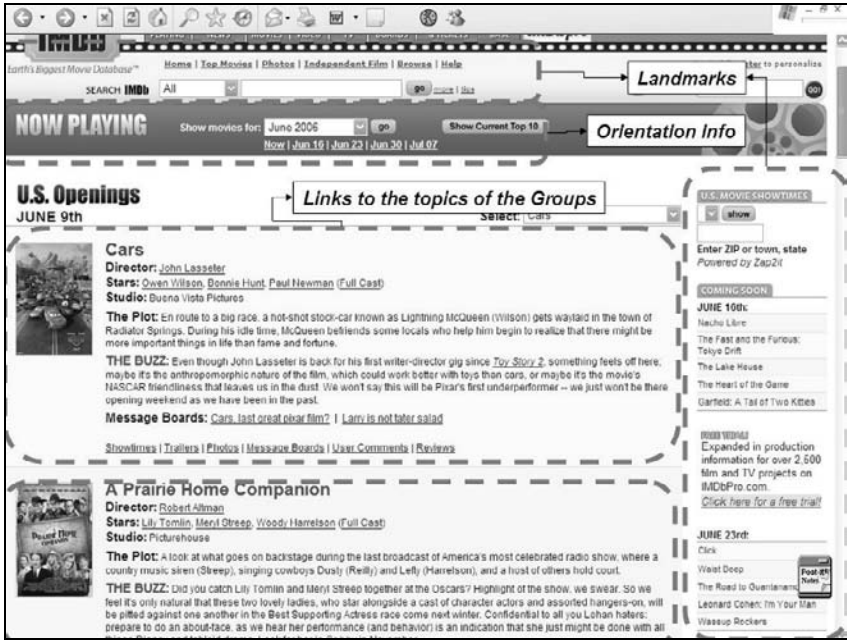 IMDb
Earth's Biggest Movie Database™
Home | Top Movies | Photos | Independent Film | Browse | Help
to personalize
SEARCH IMDb All go more | tips
GO!
Landmarks
NOW PLAYING
Show movies for: June 2006 go Show Current Top 10
Now | Jun 16 | Jun 23 | Jun 30 | Jul 07
Orientation Info
U.S. Openings
JUNE 9th
Links to the topics of the Groups
Select: Cars
Cars
Director: John Lasseter
Stars: Owen Wilson, Bonnie Hunt, Paul Newman (Full Cast)
Studio: Buena Vista Pictures
The Plot: En route to a big race, a hot-shot stock-car known as Lightning McQueen (Wilson) gets waylaid in the town of
Radiator Springs. During his idle time, McQueen befriends some locals who help him begin to realize that there might be
more important things in life than fame and fortune.
THE BUZZ: Even though John Lasseter is back for his first writer-director gig since Toy Story 2, something feels off here;
maybe it's the anthropomorphic nature of the film, which could work better with toys than cars, or maybe it's the movie's
NASCAR friendliness that leaves us in the dust. We won't say this will be Pixar's first underperformer -- we just won't be there
opening weekend as we have been in the past.
Message Boards: Cars, last great pixar film? | Larry is not tater salad
Showtimes | Trailers | Photos | Message Boards | User Comments | Reviews
A Prairie Home Companion
Director: Robert Altman
Stars: Lily Tomlin, Meryl Streep, Woody Harrelson (Full Cast)
Studio: Picturehouse
The Plot: A look at what goes on backstage during the last broadcast of America's most celebrated radio show, where a
country music siren (Streep), singing cowboys Dusty (Reilly) and Lefty (Harrelson), and a host of others hold court.
THE BUZZ: Did you catch Lily Tomlin and Meryl Streep together at the Oscars? Highlight of the show, we swear. So we
feel it's only natural that these two lovely ladies, who star alongside a cast of character actors and assorted hangers-on, will
be pitted against one another in the Best Supporting Actress race come next winter. Confidential to all you Lohan haters:
prepare to do an about-face, as we hear her performance (and behavior) is an indication that she just might be done with all
U.S. MOVIE SHOWTIMES
show
Enter ZIP or town, state
Powered by Zap2it
COMING SOON
JUNE 16th:
Nacho Libre
The Fast and the Furious:
Tokyo Drift
The Lake House
The Heart of the Game
Garfield: A Tail of Two Kitties
FREE TRIAL!
Expanded in production
information for over 2,600
film and TV projects on
IMDbPro.com.
Click here for a free trial!
JUNE 23rd:
Click
Waist Deep
The Road to Guantanamo
Leonard Cohen: I'm Your Man
Wassup Rockers
Post-it®
Notes